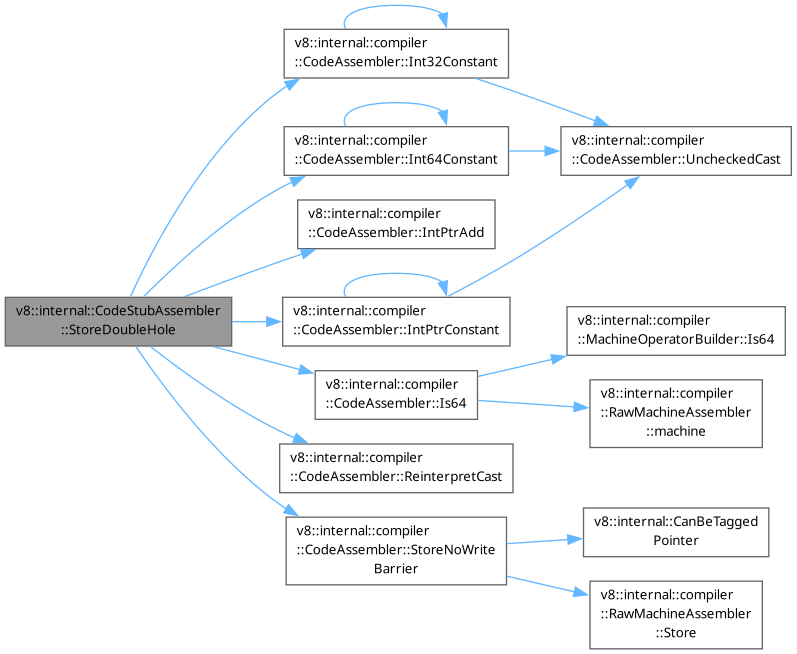 v8::internal::CodeStubAssembler
::StoreDoubleHole
v8::internal::compiler
::CodeAssembler::Int32Constant
v8::internal::compiler
::CodeAssembler::Int64Constant
v8::internal::compiler
::CodeAssembler::IntPtrAdd
v8::internal::compiler
::CodeAssembler::IntPtrConstant
v8::internal::compiler
::CodeAssembler::Is64
v8::internal::compiler
::CodeAssembler::ReinterpretCast
v8::internal::compiler
::CodeAssembler::StoreNoWrite
Barrier
v8::internal::compiler
::CodeAssembler::UncheckedCast
v8::internal::compiler
::MachineOperatorBuilder::Is64
v8::internal::compiler
::RawMachineAssembler
::machine
v8::internal::CanBeTagged
Pointer
v8::internal::compiler
::RawMachineAssembler
::Store